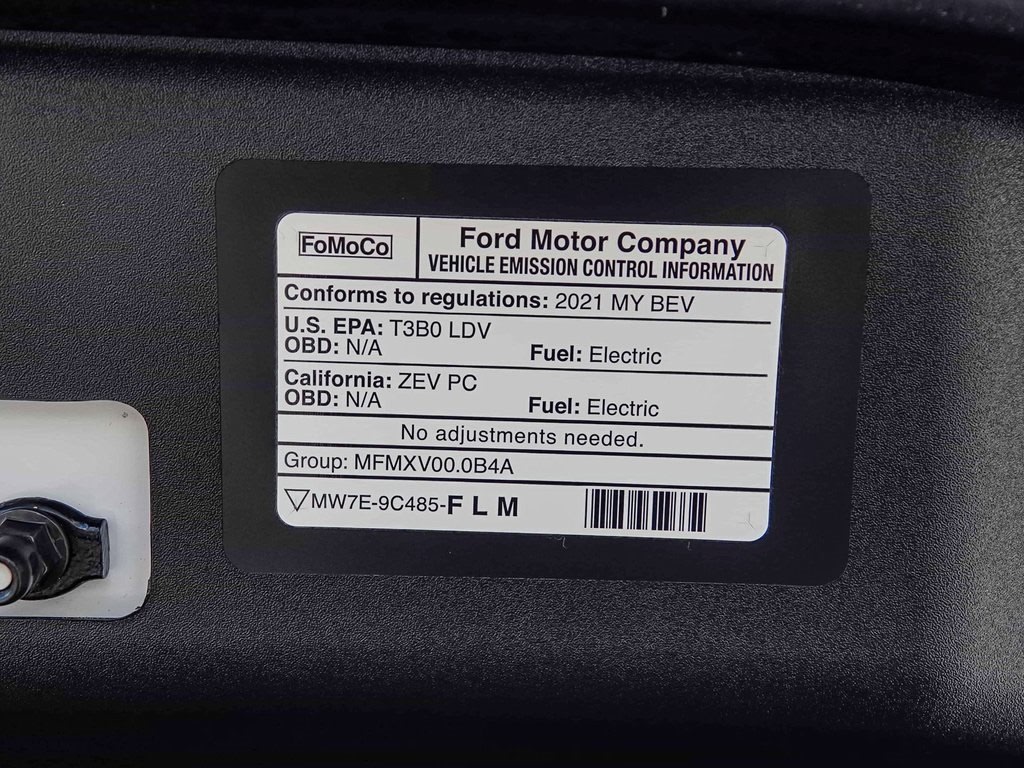 FoMoCo
Ford Motor Company
VEHICLE EMISSION CONTROL INFORMATION
Conforms to regulations: 2021 MY BEV
U.S. EPA: T3B0 LDV
OBD: N/A Fuel: Electric
California: ZEV PC
OBD: N/A Fuel: Electric
No adjustments needed.
Group: MFMXV00.0B4A
MW7E-9C485-F L M